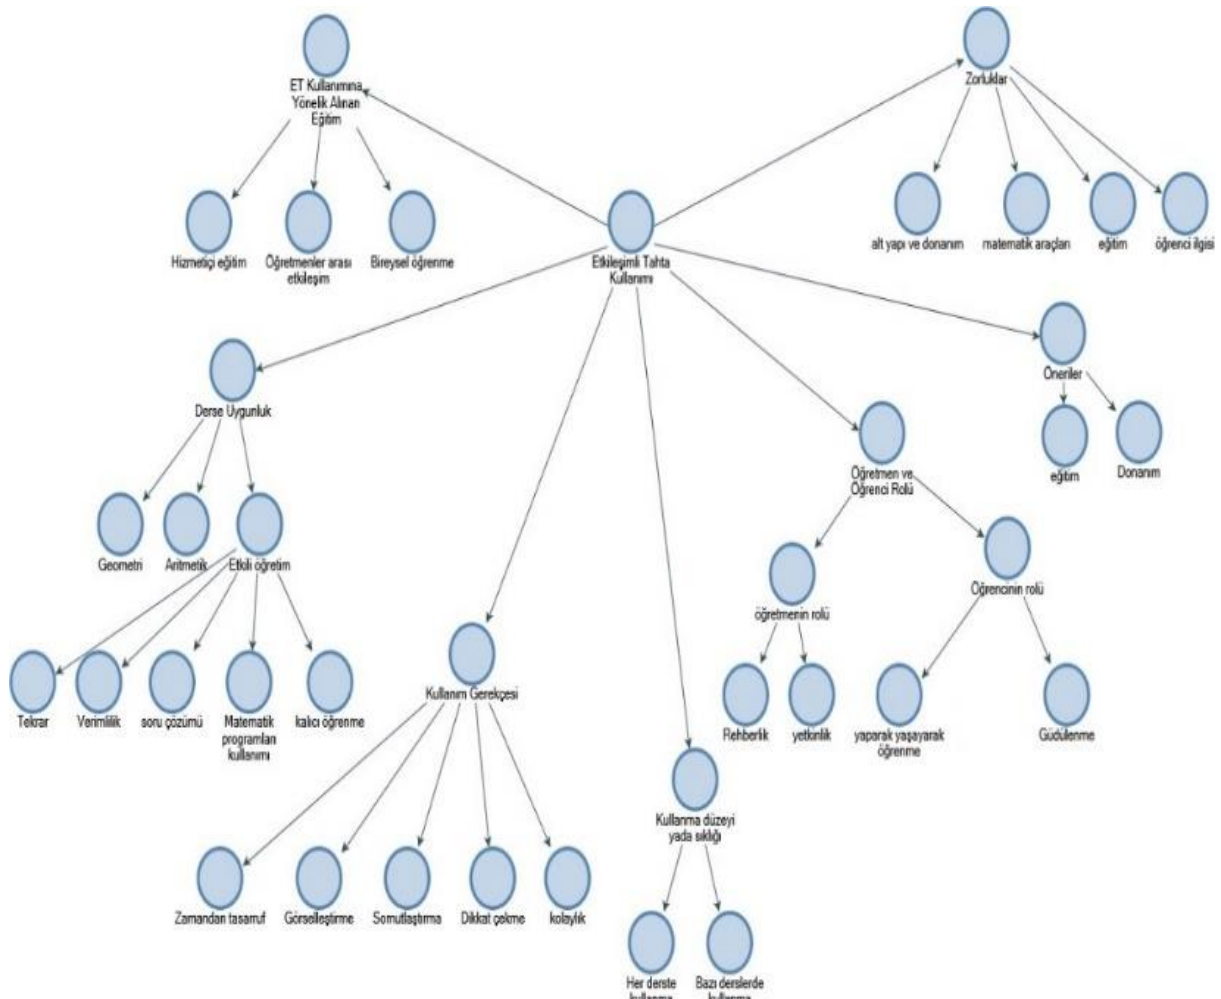 ET Kullanımına
Yönelik Alınan
Eğitim
Zorluklar
Hizmetiçi eğitim
Öğretmenler arası
etkileşim
Bireysel öğrenme
Etkileşimli Tahta
Kullanımı
alt yapı ve donanım
matematik araçları
eğitim
öğrenci ilgisi
Derse Uygunluk
Öneriler
eğitim
Donanım
Öğretmen ve
Öğrenci Rolü
Geometri
Aritmetik
Etkili öğretim
öğretmenin rolü
Öğrencinin rolü
Tekrar
Verimlilik
soru çözümü
Matematik
programları
kullanımı
kalıcı öğrenme
Kullanım Gerekçesi
Rehberlik
yetkinlik
yaparak yaşayarak
öğrenme
Güdülenme
Kullanma düzeyi
yada sıklığı
Zamandan tasarruf
Görselleştirme
Somutlaştırma
Dikkat çekme
kolaylık
Her derste
kullanma
Bazı derslerde
kullanma